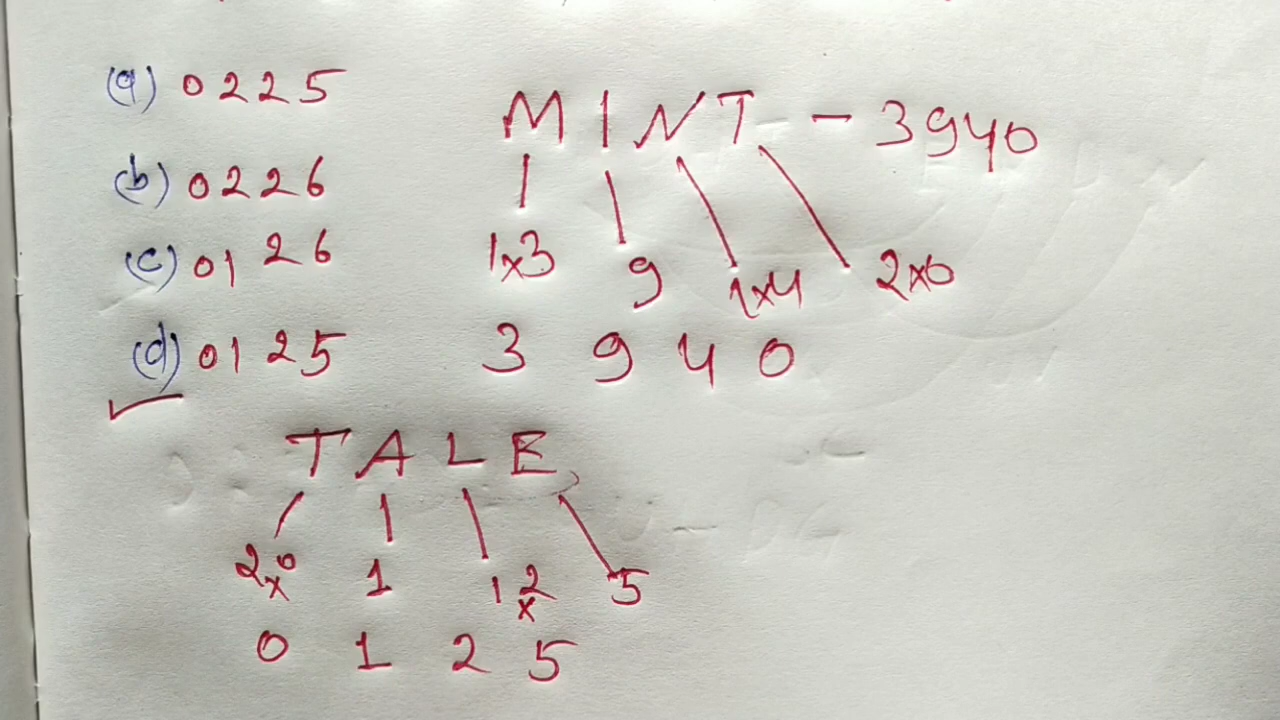 (a) 0225
MINT - 3940
(b) 0226
(c) 0126
1x3 9 1x4 2x0
(d) 0125
3 9 4 0
TALE
2x0 1 1x2 5
0 1 2 5